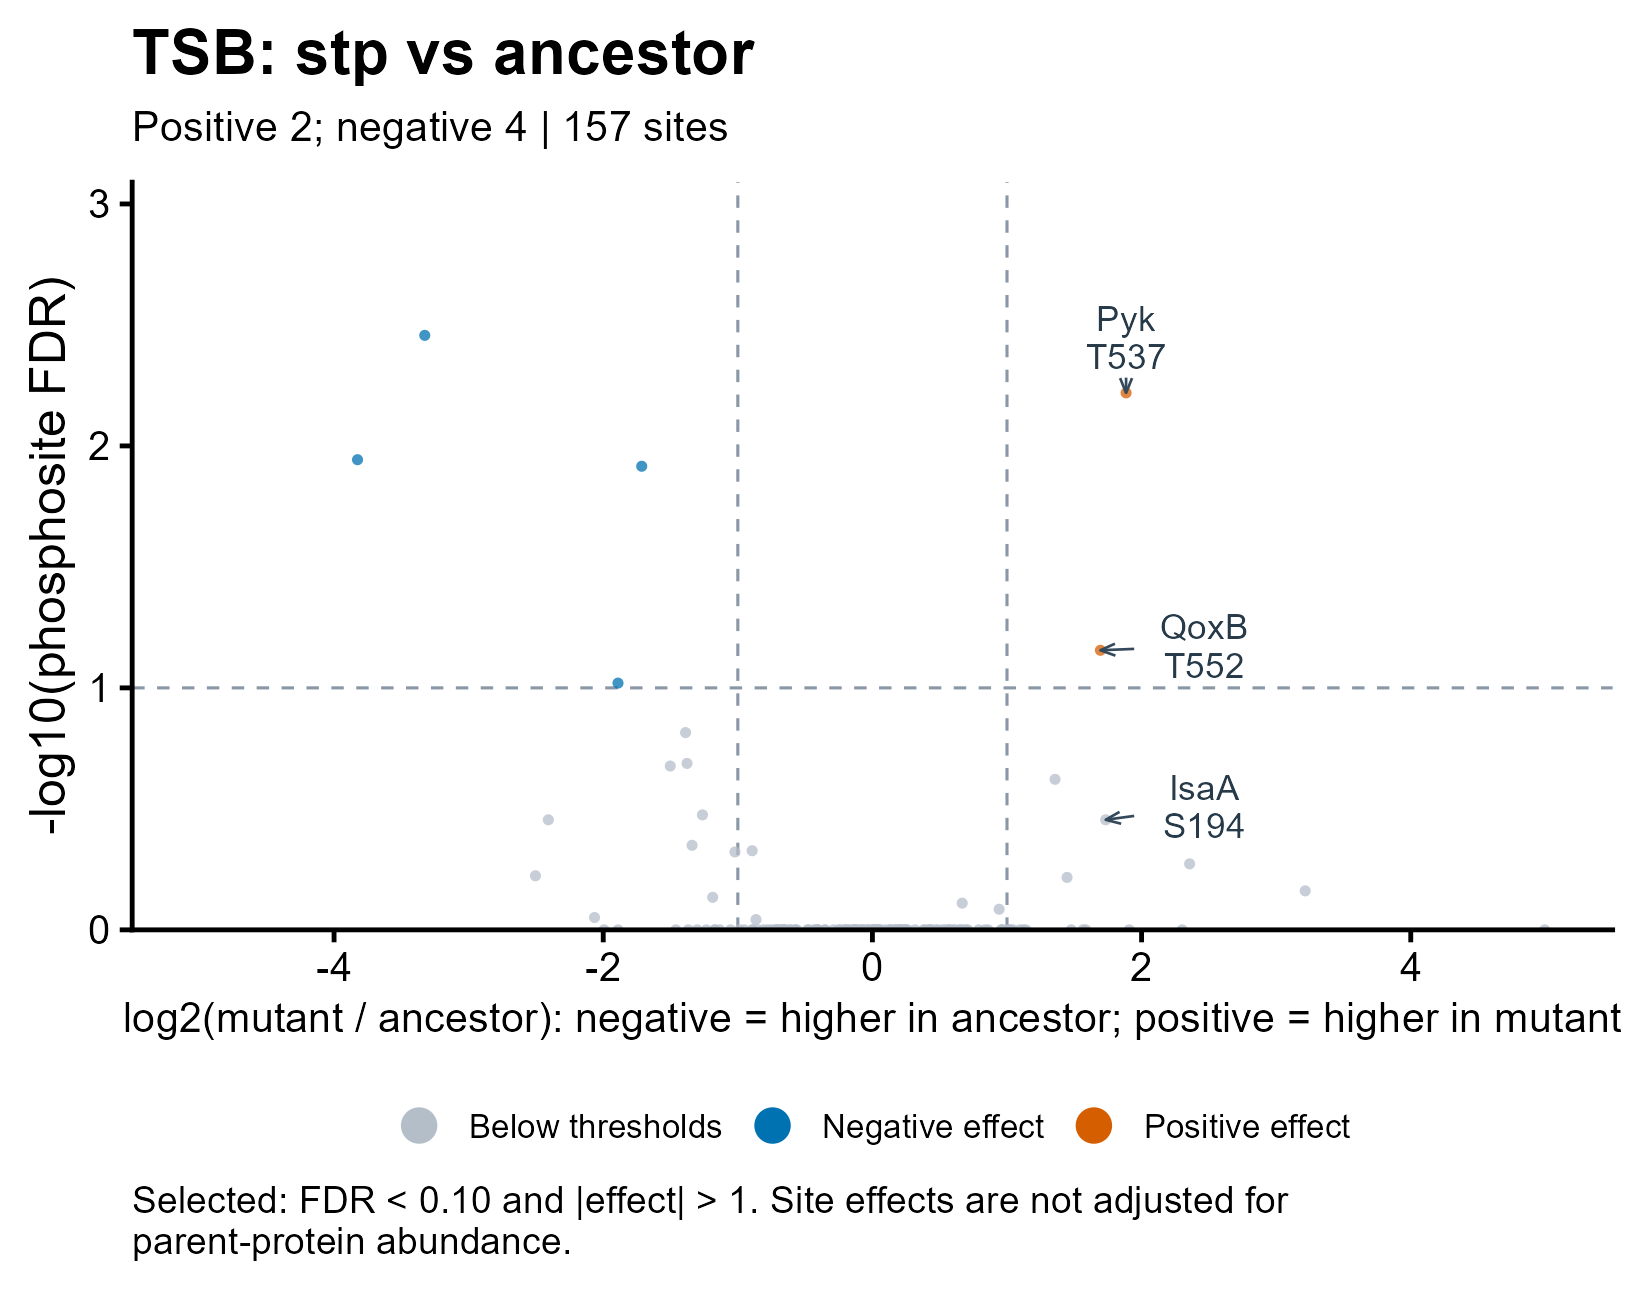 TSB: stp vs ancestor
Positive 2; negative 4 | 157 sites
-log10(phosphosite FDR)
3
2
1
0
Pyk
T537
QoxB
T552
IsaA
S194
-4
-2
0
2
4
log2(mutant / ancestor): negative = higher in ancestor; positive = higher in mutant
Below thresholds
Negative effect
Positive effect
Selected: FDR < 0.10 and |effect| > 1. Site effects are not adjusted for
parent-protein abundance.